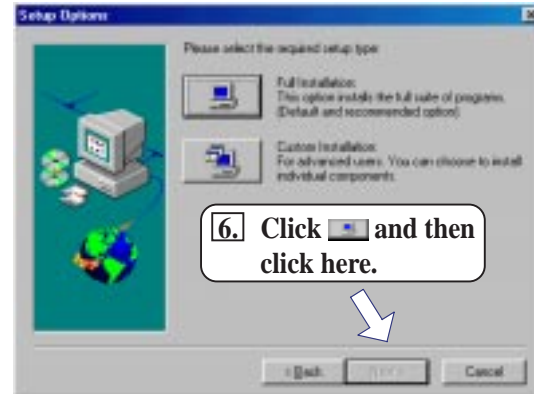 Setup Options
Please select the required setup type:
Full Installation:
This option installs the full suite of programs.
(Default and recommended option)
Custom Installation:
For advanced users. You can choose to install
individual components.
6. Click and then
click here.
< Back
Next >
Cancel